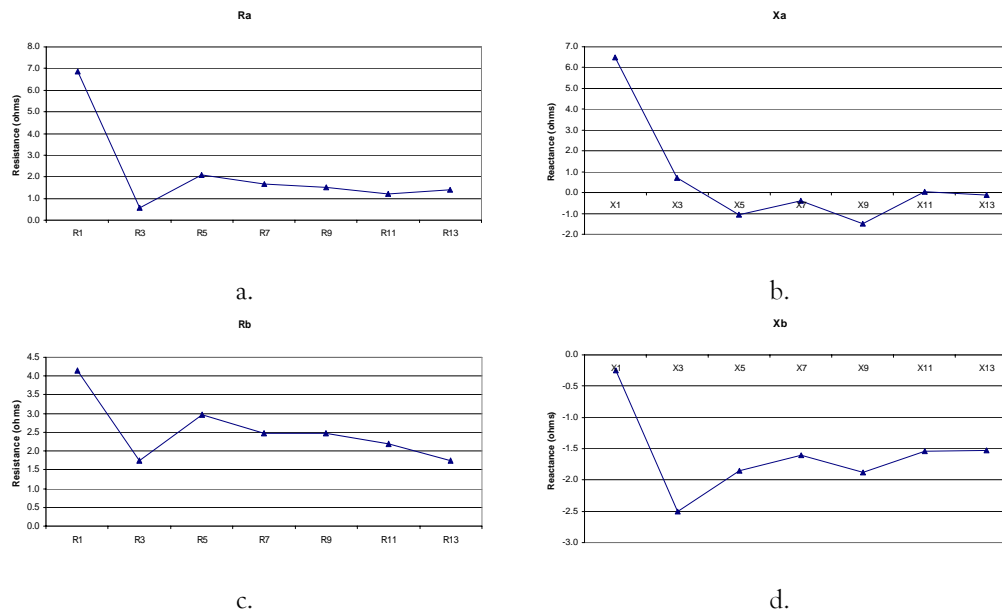 Ra
Resistance (ohms)
8.0
7.0
6.0
5.0
4.0
3.0
2.0
1.0
0.0
R1 R3 R5 R7 R9 R11 R13
a.
Xa
Reactance (ohms)
7.0
6.0
5.0
4.0
3.0
2.0
1.0
0.0
-1.0
-2.0
X1 X3 X5 X7 X9 X11 X13
b.
Rb
Resistance (ohms)
4.5
4.0
3.5
3.0
2.5
2.0
1.5
1.0
0.5
0.0
R1 R3 R5 R7 R9 R11 R13
c.
Xb
Reactance (ohms)
0.0
-0.5
-1.0
-1.5
-2.0
-2.5
-3.0
X1 X3 X5 X7 X9 X11 X13
d.